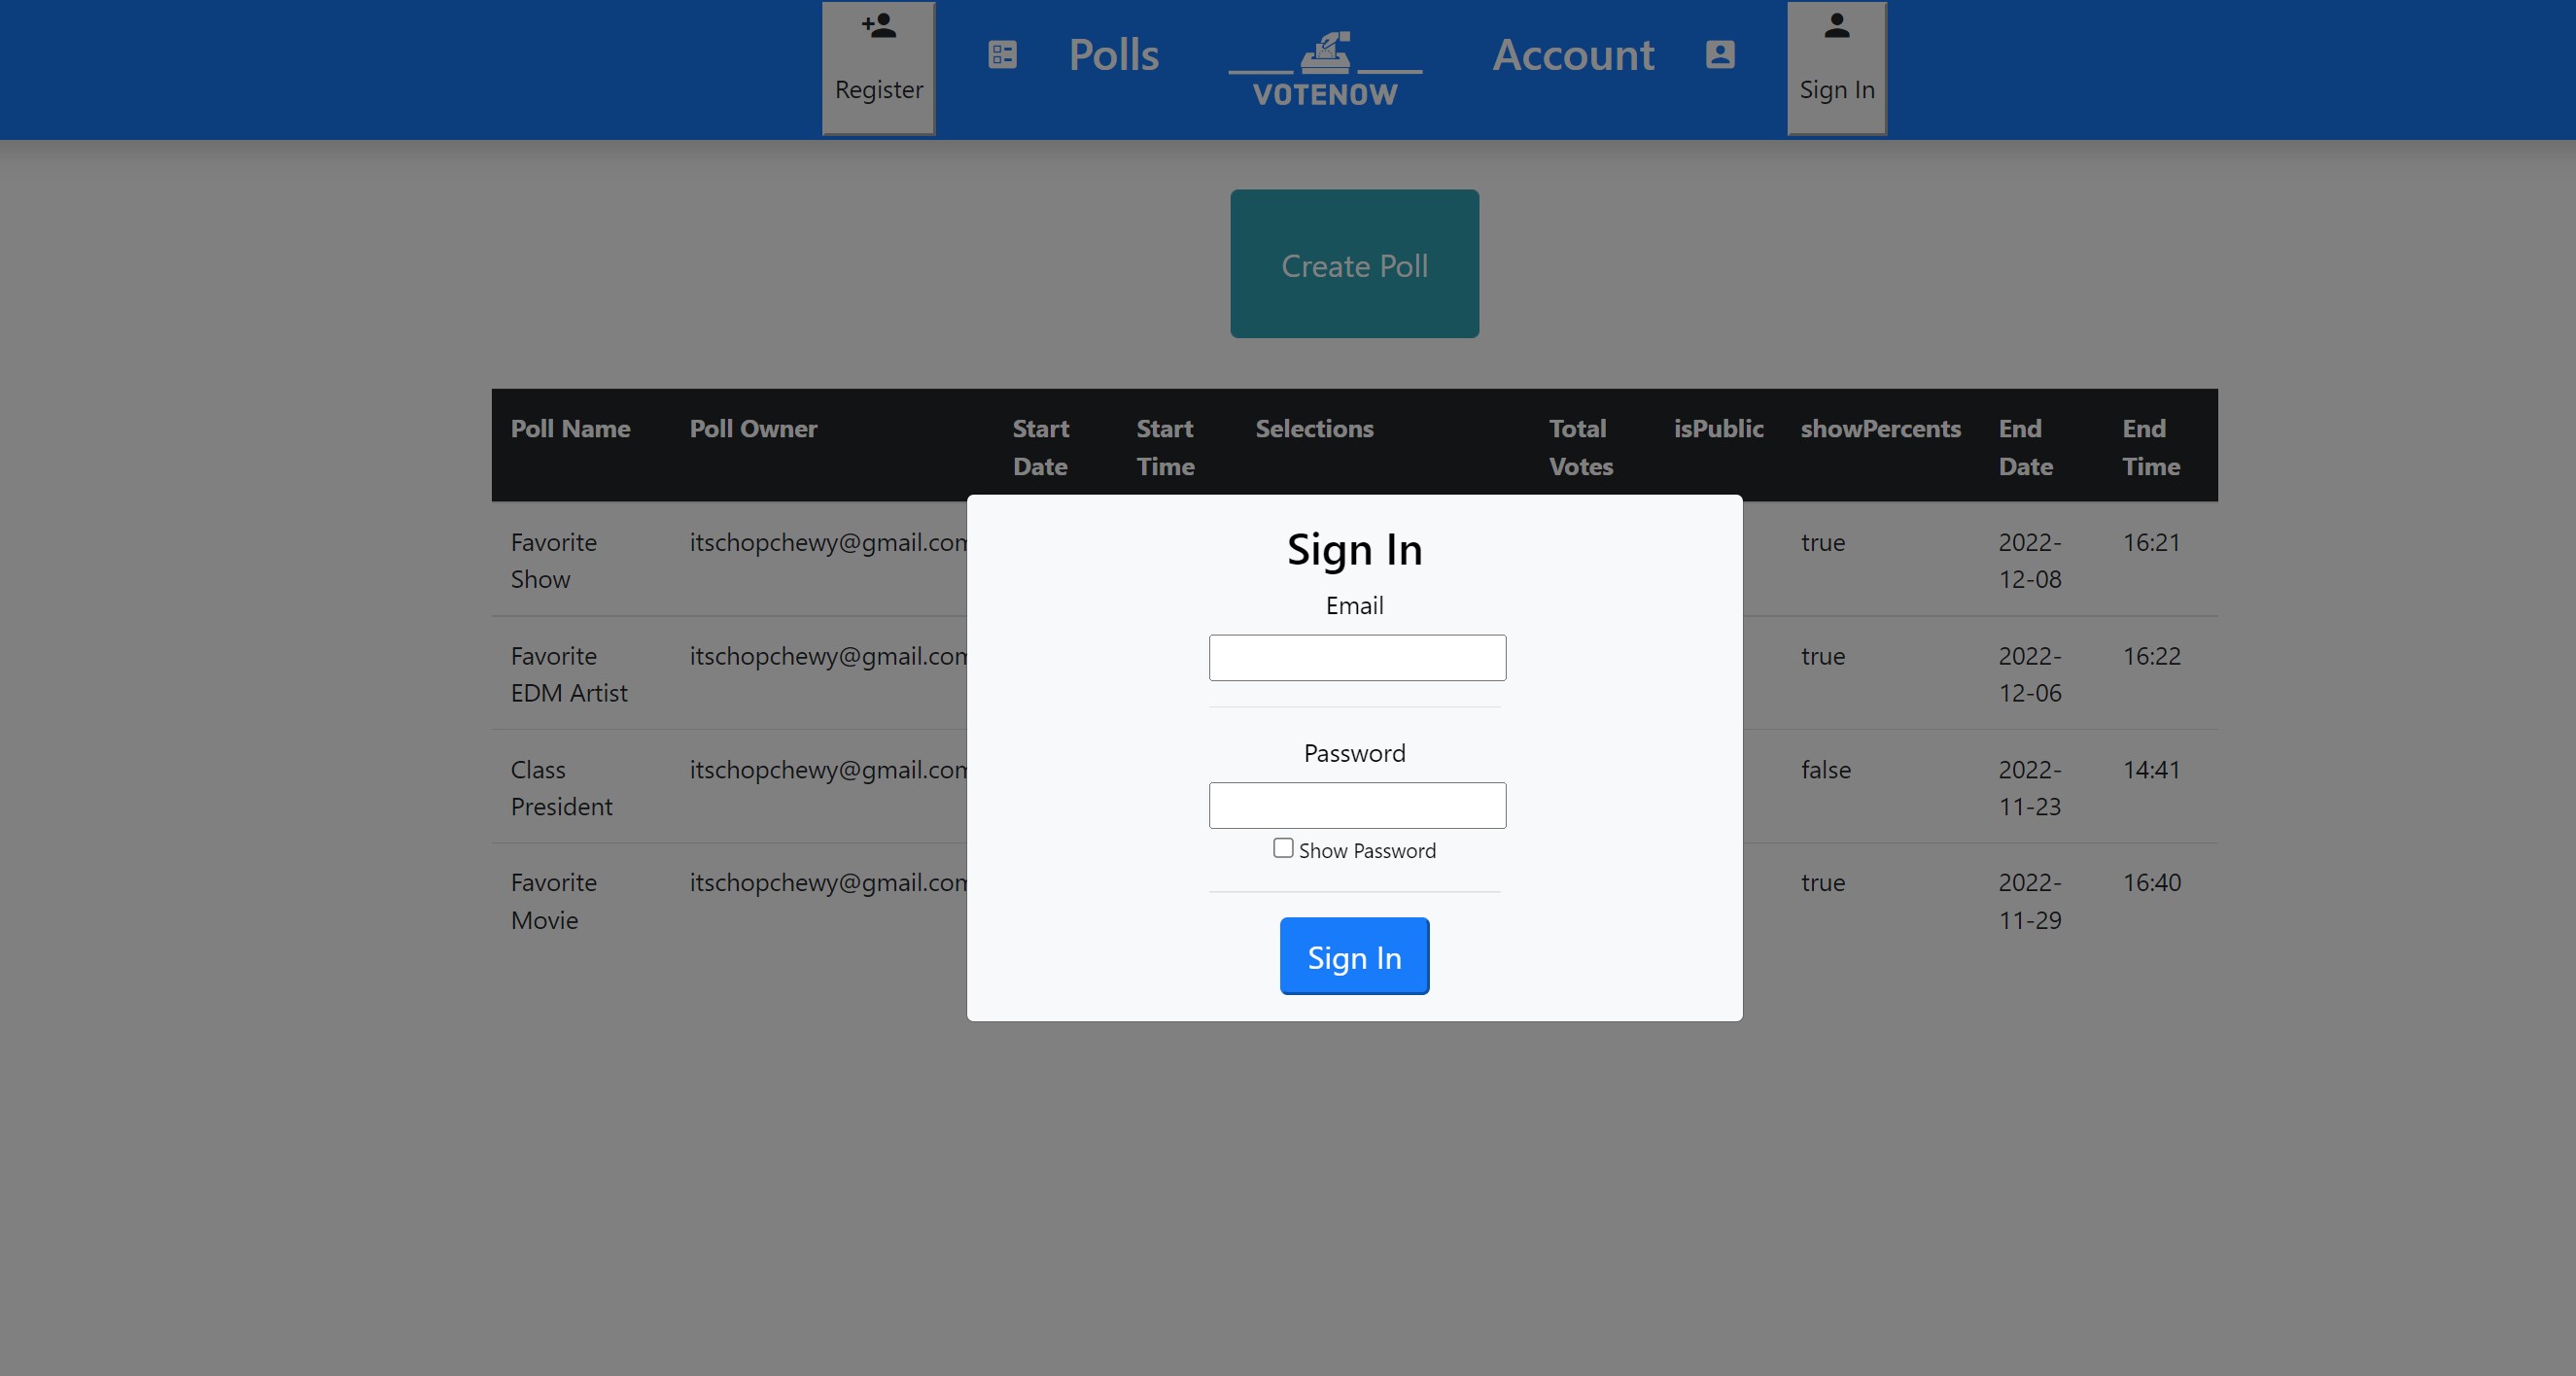 Register
Polls
VOTENOW
Account
Sign In
Create Poll
Poll Name Poll Owner Start Date Start Time Selections Total Votes isPublic showPercents End Date End Time
Sign In
Email
Password
Show Password
Sign In
Favorite Show itschopchewy@gmail.com true 2022-12-08 16:21
Favorite EDM Artist itschopchewy@gmail.com true 2022-12-06 16:22
Class President itschopchewy@gmail.com false 2022-11-23 14:41
Favorite Movie itschopchewy@gmail.com true 2022-11-29 16:40